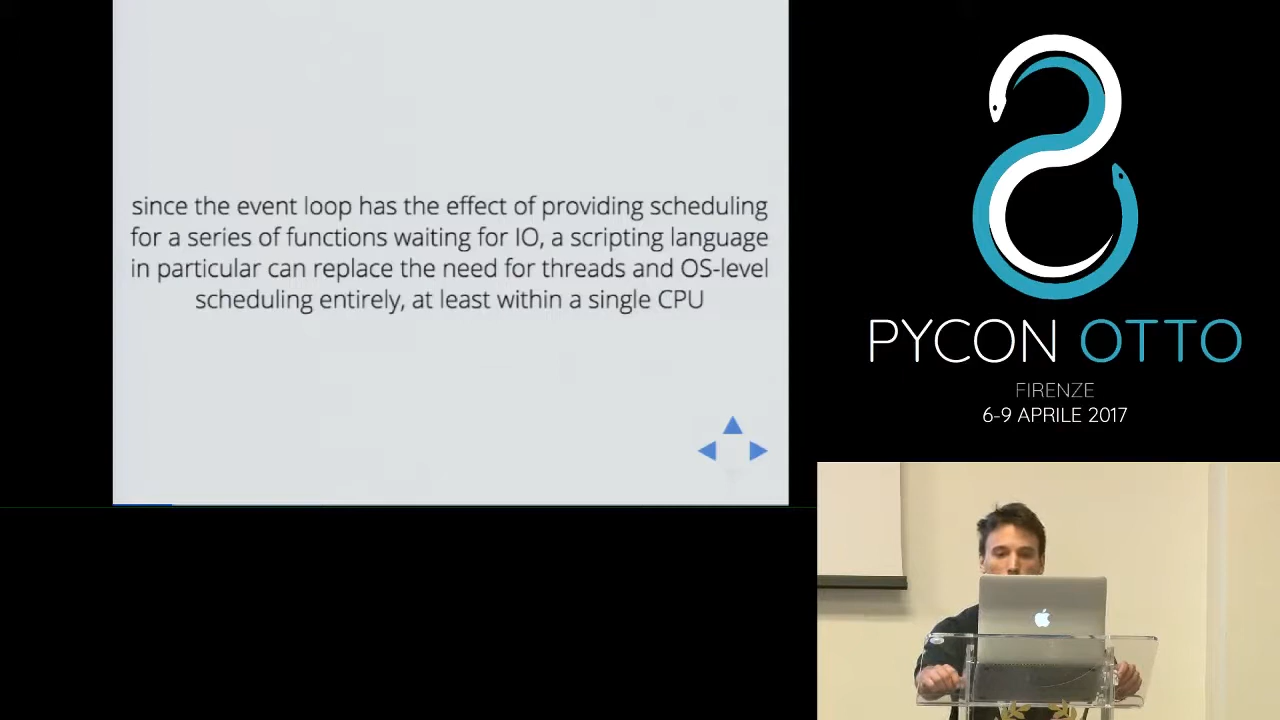 since the event loop has the effect of providing scheduling
for a series of functions waiting for IO, a scripting language
in particular can replace the need for threads and OS-level
scheduling entirely, at least within a single CPU
PYCON OTTO
FIRENZE
6-9 APRILE 2017